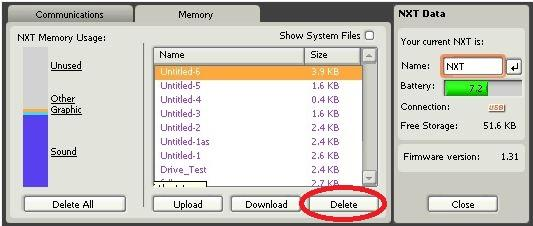 Communications
Memory
NXT Data
NXT Memory Usage:
Show System Files
Unused
Other
Graphic
Sound
Name Size
Untitled-6 3.9 KB
Untitled-5 1.6 KB
Untitled-4 0.4 KB
Untitled-3 1.6 KB
Untitled-2 2.4 KB
Untitled-1as 2.4 KB
Untitled-1 2.6 KB
Drive_Test 2.4 KB
2.7 KB
Delete All
Upload
Download
Delete
Your current NXT is:
Name: NXT
Battery: 7.2
Connection: USB
Free Storage: 51.6 KB
Firmware version: 1.31
Close